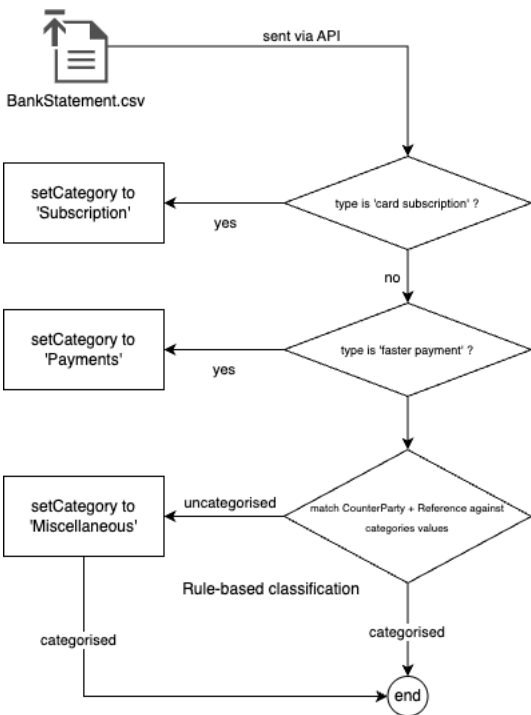 sent via API
BankStatement.csv
setCategory to
'Subscription'
type is 'card subscription' ?
yes
no
setCategory to
'Payments'
type is 'faster payment' ?
yes
setCategory to
'Miscellaneous'
uncategorised
match CounterParty + Reference against
categories values
Rule-based classification
categorised
categorised
end